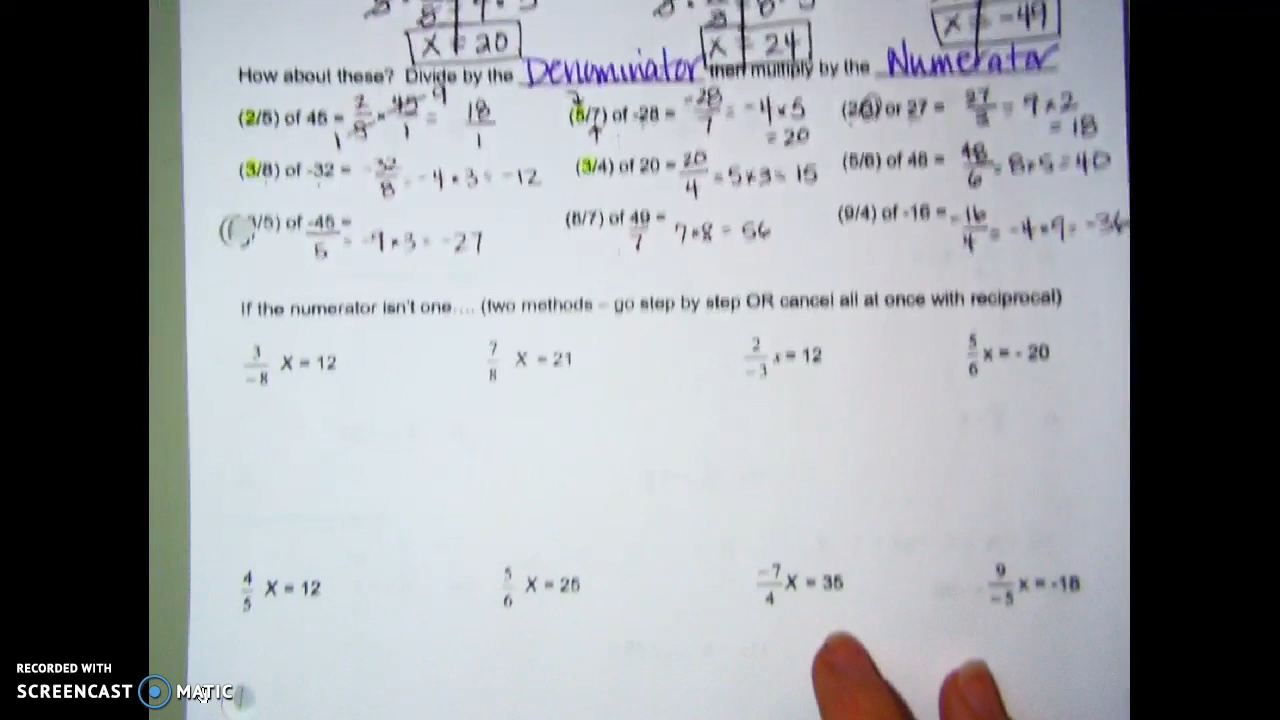 x = 20 x = 24 x = -49
How about these? Divide by the Denominator then multiply by the Numerator
(2/5) of 45 = 2/5 * 45/1 = 18/1 (5/7) of -28 = -28/7 = -4 * 5 = 20 27 = 27/3 = 9 * 2 = 18
(3/8) of -32 = -32/8 = -4 * 3 = -12 (3/4) of 20 = 20/4 = 5 * 3 = 15 (5/6) of 48 = 48/6 = 8 * 5 = 40
/5) of -45 = -45/5 = -9 * 3 = -27 (8/7) of 49 = 49/7 7 * 8 = 56 (9/4) of -16 = -16/4 = -4 * 9 = -36
If the numerator isn't one.... (two methods – go step by step OR cancel all at once with reciprocal)
3/-8 X = 12 7/8 X = 21 2/-3 x = 12 5/6 x = - 20
4/5 X = 12 5/6 X = 25 -7/4 X = 35 9/-5 x = -18
RECORDED WITH
SCREENCAST MATIC